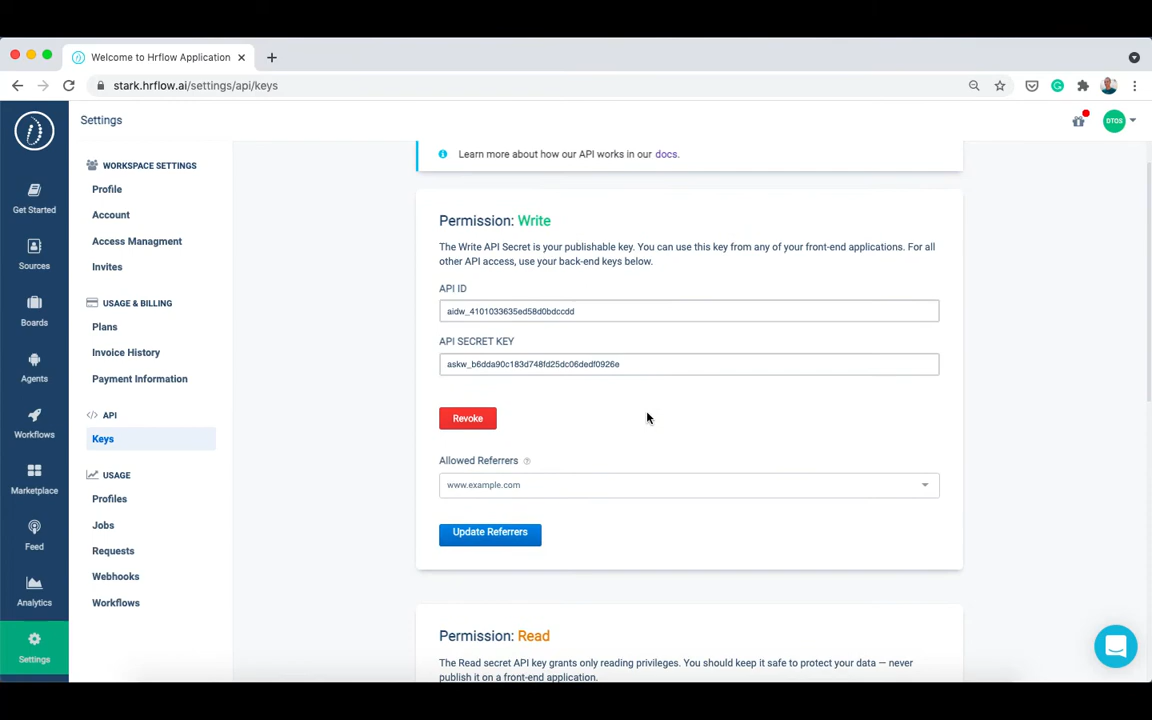 Welcome to Hrflow Application
stark.hrflow.ai/settings/api/keys
Settings
DTOS
Get Started
Sources
Boards
Agents
Workflows
Marketplace
Feed
Analytics
Settings
WORKSPACE SETTINGS
Profile
Account
Access Managment
Invites
USAGE & BILLING
Plans
Invoice History
Payment Information
</> API
Keys
USAGE
Profiles
Jobs
Requests
Webhooks
Workflows
Learn more about how our API works in our docs.
Permission: Write
The Write API Secret is your publishable key. You can use this key from any of your front-end applications. For all
other API access, use your back-end keys below.
API ID
aidw_4101033635ed58d0bdccdd
API SECRET KEY
askw_b6dda90c183d748fd25dc06dedf0926e
Revoke
Allowed Referrers ?
www.example.com
Update Referrers
Permission: Read
The Read secret API key grants only reading privileges. You should keep it safe to protect your data — never
publish it on a front-end application.